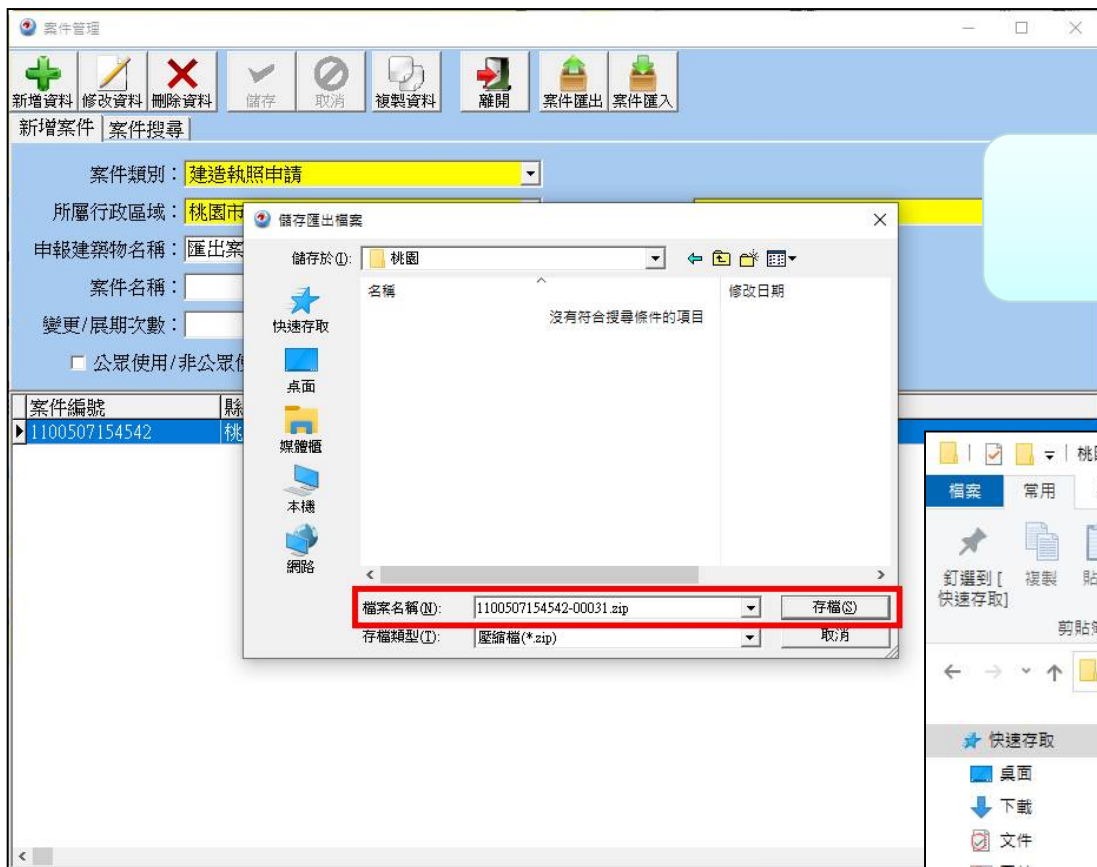 案件管理
新增資料 修改資料 刪除資料 儲存 取消 複製資料 離開 案件匯出 案件匯入
新增案件 案件搜尋
案件類別：建造執照申請
所屬行政區域：桃園市
申報建築物名稱：匯出案
案件名稱：
變更/展期次數：
公眾使用/非公眾使
案件編號 縣
1100507154542 桃
儲存匯出檔案
儲存於(I): 桃園
名稱 修改日期
沒有符合搜尋條件的項目
快速存取
桌面
媒體櫃
本機
網路
檔案名稱(N): 1100507154542-00031.zip 存檔(S)
存檔類型(T): 壓縮檔(*.zip) 取消
桃
檔案 常用
釘選到 [ 複製 貼
快速存取]
剪貼簿
快速存取
桌面
下載
文件